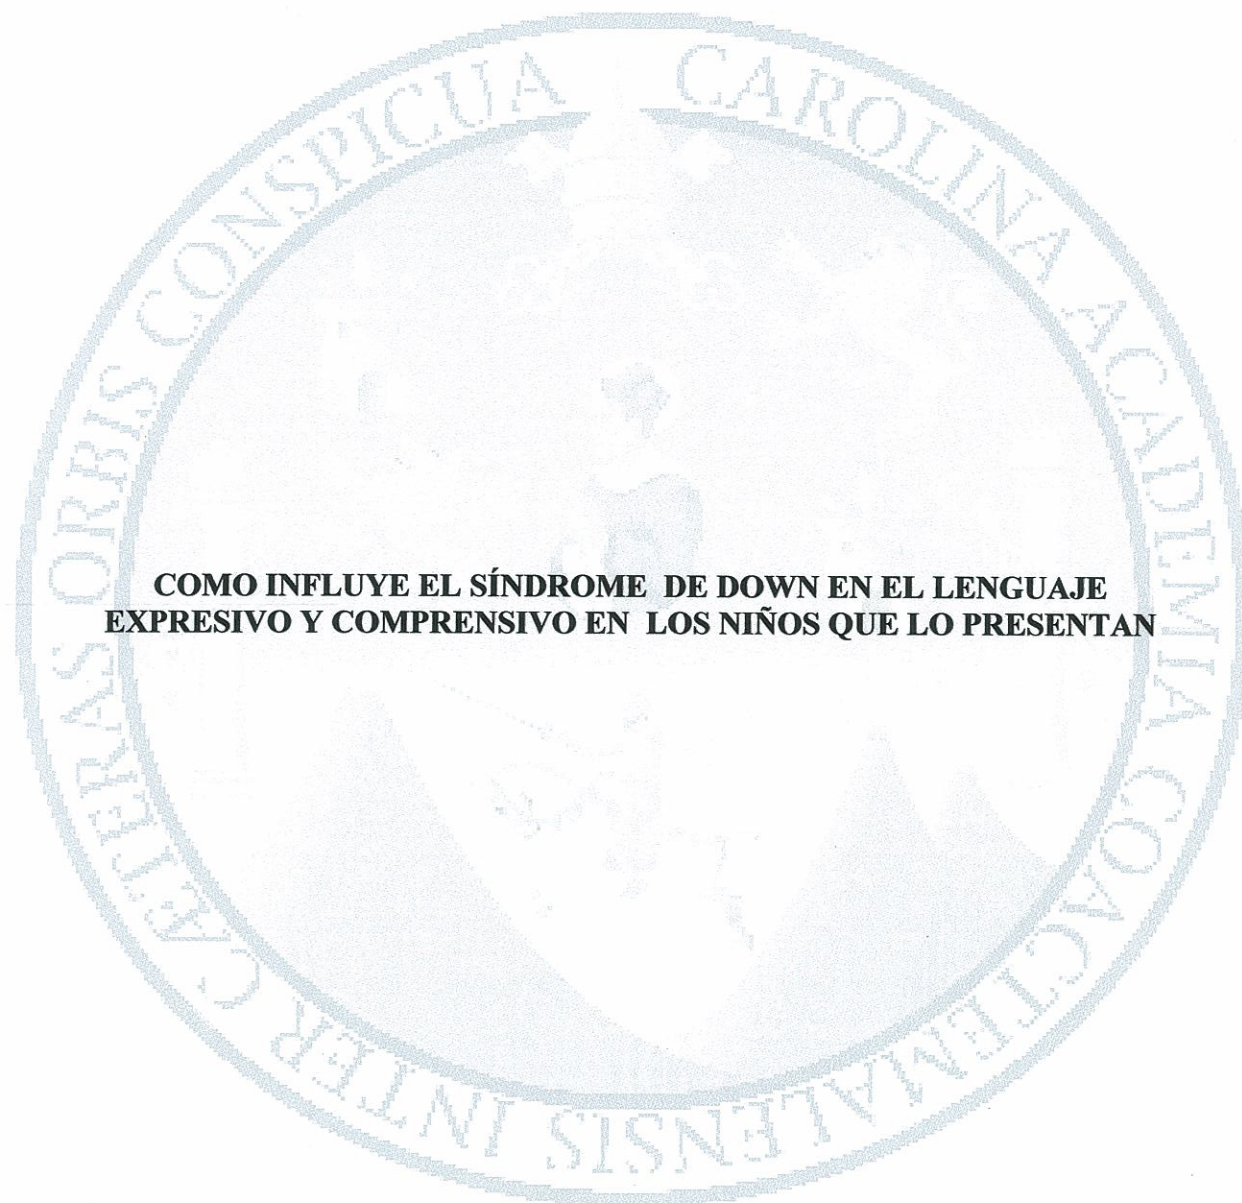 COMO INFLUYE EL SÍNDROME DE DOWN EN EL LENGUAJE
EXPRESIVO Y COMPRENSIVO EN LOS NIÑOS QUE LO PRESENTAN
CAROLINA ACADEMIA COACTEMALENSIS INTER CÆTERAS ORBIS CONSPICUA